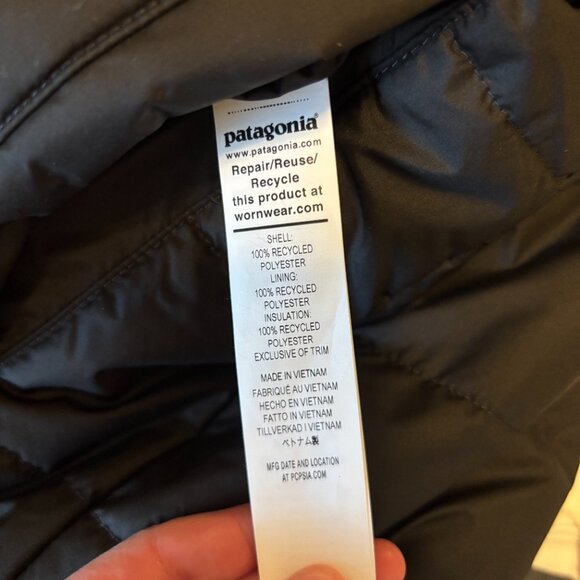 patagonia®
www.patagonia.com
Repair/Reuse/
Recycle
this product at
wornwear.com
SHELL:
100% RECYCLED
POLYESTER
LINING:
100% RECYCLED
POLYESTER
INSULATION:
100% RECYCLED
POLYESTER
EXCLUSIVE OF TRIM
MADE IN VIETNAM
FABRIQUÉ AU VIETNAM
HECHO EN VIETNAM
FATTO IN VIETNAM
TILLVERKAD I VIETNAM
ベトナム製
MFG DATE AND LOCATION
AT PCPSIA.COM